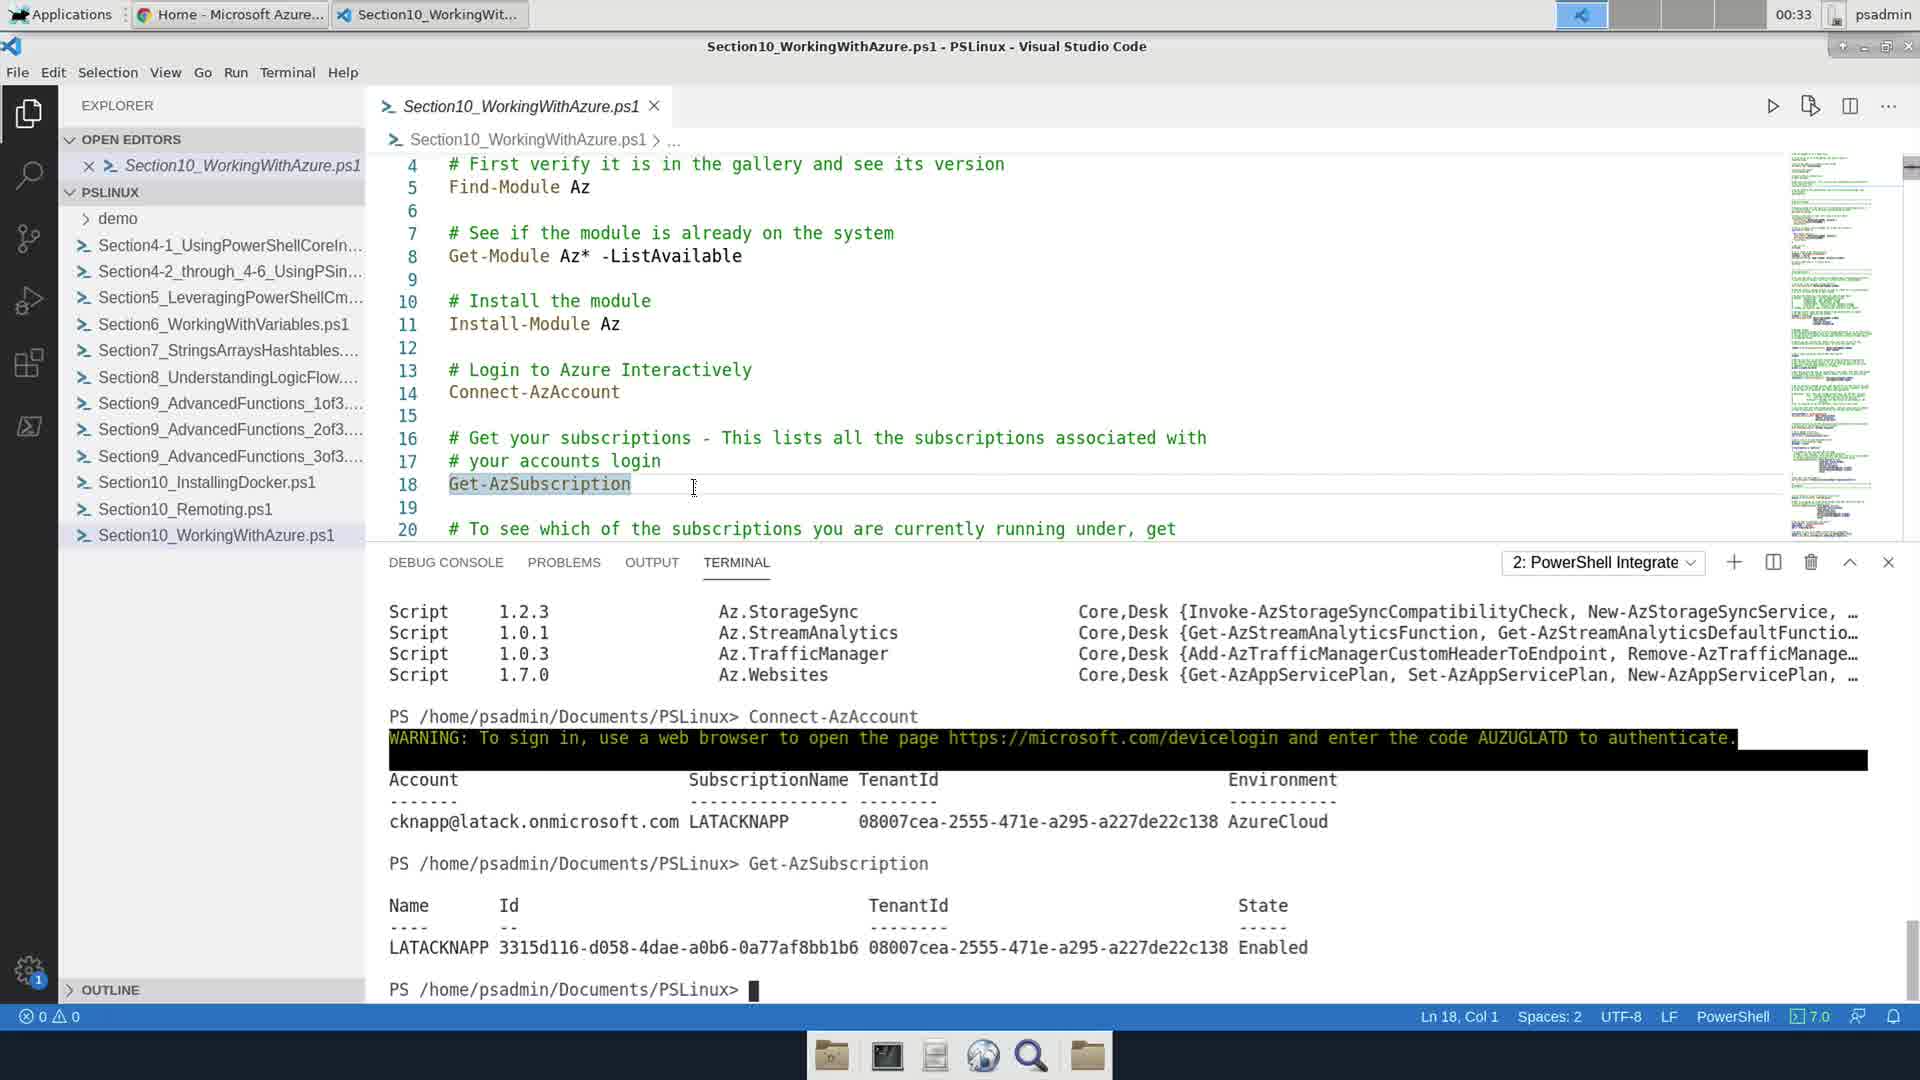 Applications
Home - Microsoft Azure...
Section10_WorkingWit...
00:33
psadmin
Section10_WorkingWithAzure.ps1 - PSLinux - Visual Studio Code
File Edit Selection View Go Run Terminal Help
EXPLORER
OPEN EDITORS
Section10_WorkingWithAzure.ps1
PSLINUX
demo
Section4-1_UsingPowerShellCoreIn...
Section4-2_through_4-6_UsingPSin...
Section5_LeveragingPowerShellCm...
Section6_WorkingWithVariables.ps1
Section7_StringsArraysHashtables....
Section8_UnderstandingLogicFlow....
Section9_AdvancedFunctions_1of3....
Section9_AdvancedFunctions_2of3....
Section9_AdvancedFunctions_3of3....
Section10_InstallingDocker.ps1
Section10_Remoting.ps1
Section10_WorkingWithAzure.ps1
OUTLINE
Section10_WorkingWithAzure.ps1
Section10_WorkingWithAzure.ps1 > ...
4 # First verify it is in the gallery and see its version
5 Find-Module Az
6
7 # See if the module is already on the system
8 Get-Module Az* -ListAvailable
9
10 # Install the module
11 Install-Module Az
12
13 # Login to Azure Interactively
14 Connect-AzAccount
15
16 # Get your subscriptions - This lists all the subscriptions associated with
17 # your accounts login
18 Get-AzSubscription
19
20 # To see which of the subscriptions you are currently running under, get
DEBUG CONSOLE PROBLEMS OUTPUT TERMINAL
2: PowerShell Integrate
Script 1.2.3 Az.StorageSync Core,Desk {Invoke-AzStorageSyncCompatibilityCheck, New-AzStorageSyncService, …
Script 1.0.1 Az.StreamAnalytics Core,Desk {Get-AzStreamAnalyticsFunction, Get-AzStreamAnalyticsDefaultFunctio…
Script 1.0.3 Az.TrafficManager Core,Desk {Add-AzTrafficManagerCustomHeaderToEndpoint, Remove-AzTrafficManage…
Script 1.7.0 Az.Websites Core,Desk {Get-AzAppServicePlan, Set-AzAppServicePlan, New-AzAppServicePlan, …
PS /home/psadmin/Documents/PSLinux> Connect-AzAccount
WARNING: To sign in, use a web browser to open the page https://microsoft.com/devicelogin and enter the code AUZUGLATD to authenticate.
Account SubscriptionName TenantId Environment
------- ---------------- -------- -----------
cknapp@latack.onmicrosoft.com LATACKNAPP 08007cea-2555-471e-a295-a227de22c138 AzureCloud
PS /home/psadmin/Documents/PSLinux> Get-AzSubscription
Name Id TenantId State
---- -- -------- -----
LATACKNAPP 3315d116-d058-4dae-a0b6-0a77af8bb1b6 08007cea-2555-471e-a295-a227de22c138 Enabled
PS /home/psadmin/Documents/PSLinux>
1
0 0
Ln 18, Col 1 Spaces: 2 UTF-8 LF PowerShell 7.0